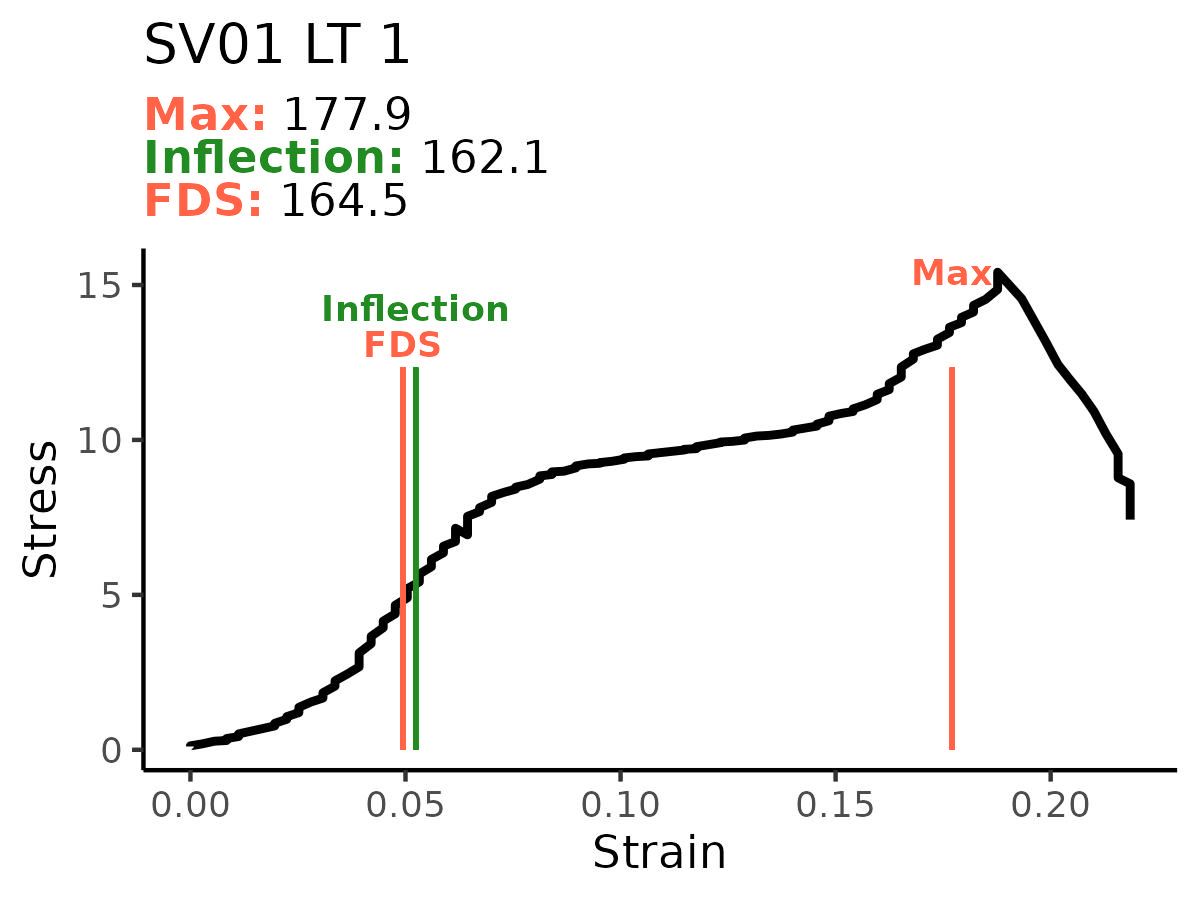 SV01 LT 1
Max: 177.9
Inflection: 162.1
FDS: 164.5
Max
Inflection
FDS
15
10
5
0
Stress
0.00 0.05 0.10 0.15 0.20
Strain